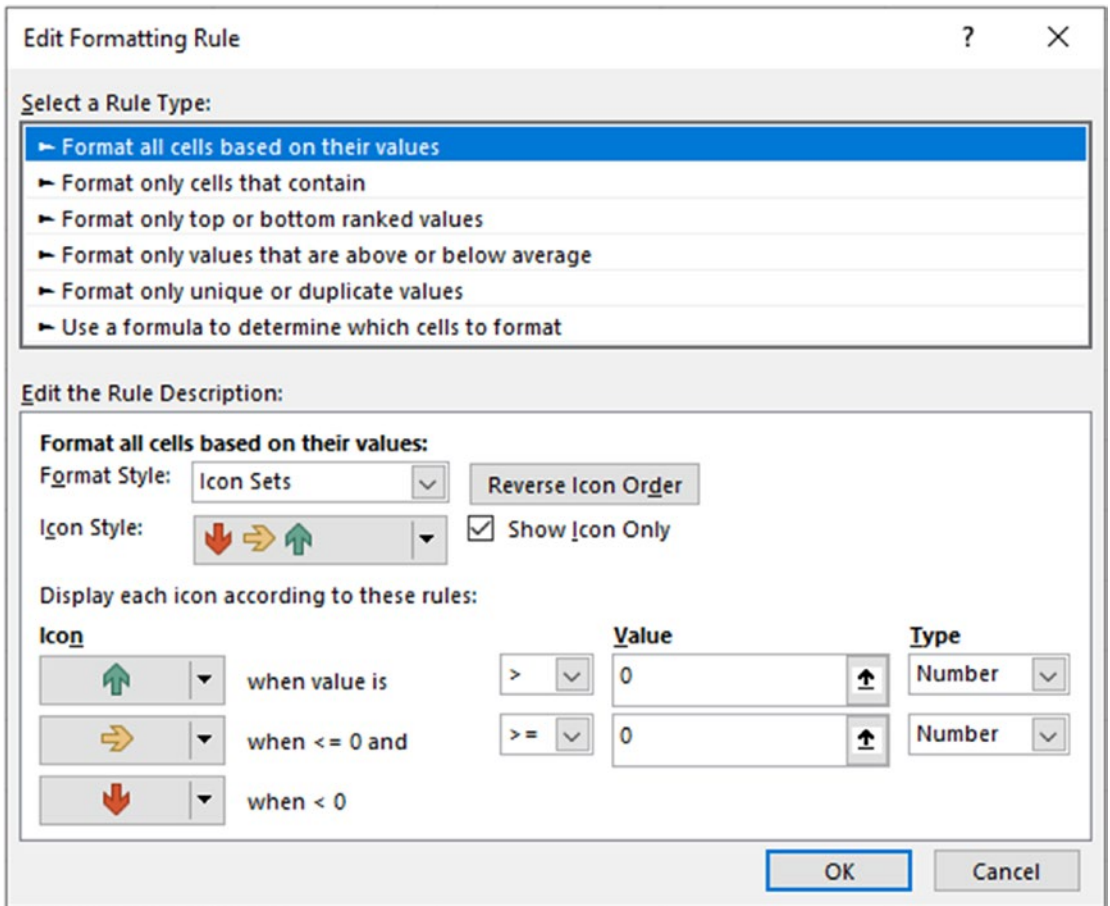 Edit Formatting Rule ?
Select a Rule Type:
► Format all cells based on their values
► Format only cells that contain
► Format only top or bottom ranked values
► Format only values that are above or below average
► Format only unique or duplicate values
► Use a formula to determine which cells to format
Edit the Rule Description:
Format all cells based on their values:
Format Style: Icon Sets Reverse Icon Order
Icon Style: Show Icon Only
Display each icon according to these rules:
Icon Value Type
when value is > 0 Number
when <= 0 and >= 0 Number
when < 0
OK Cancel